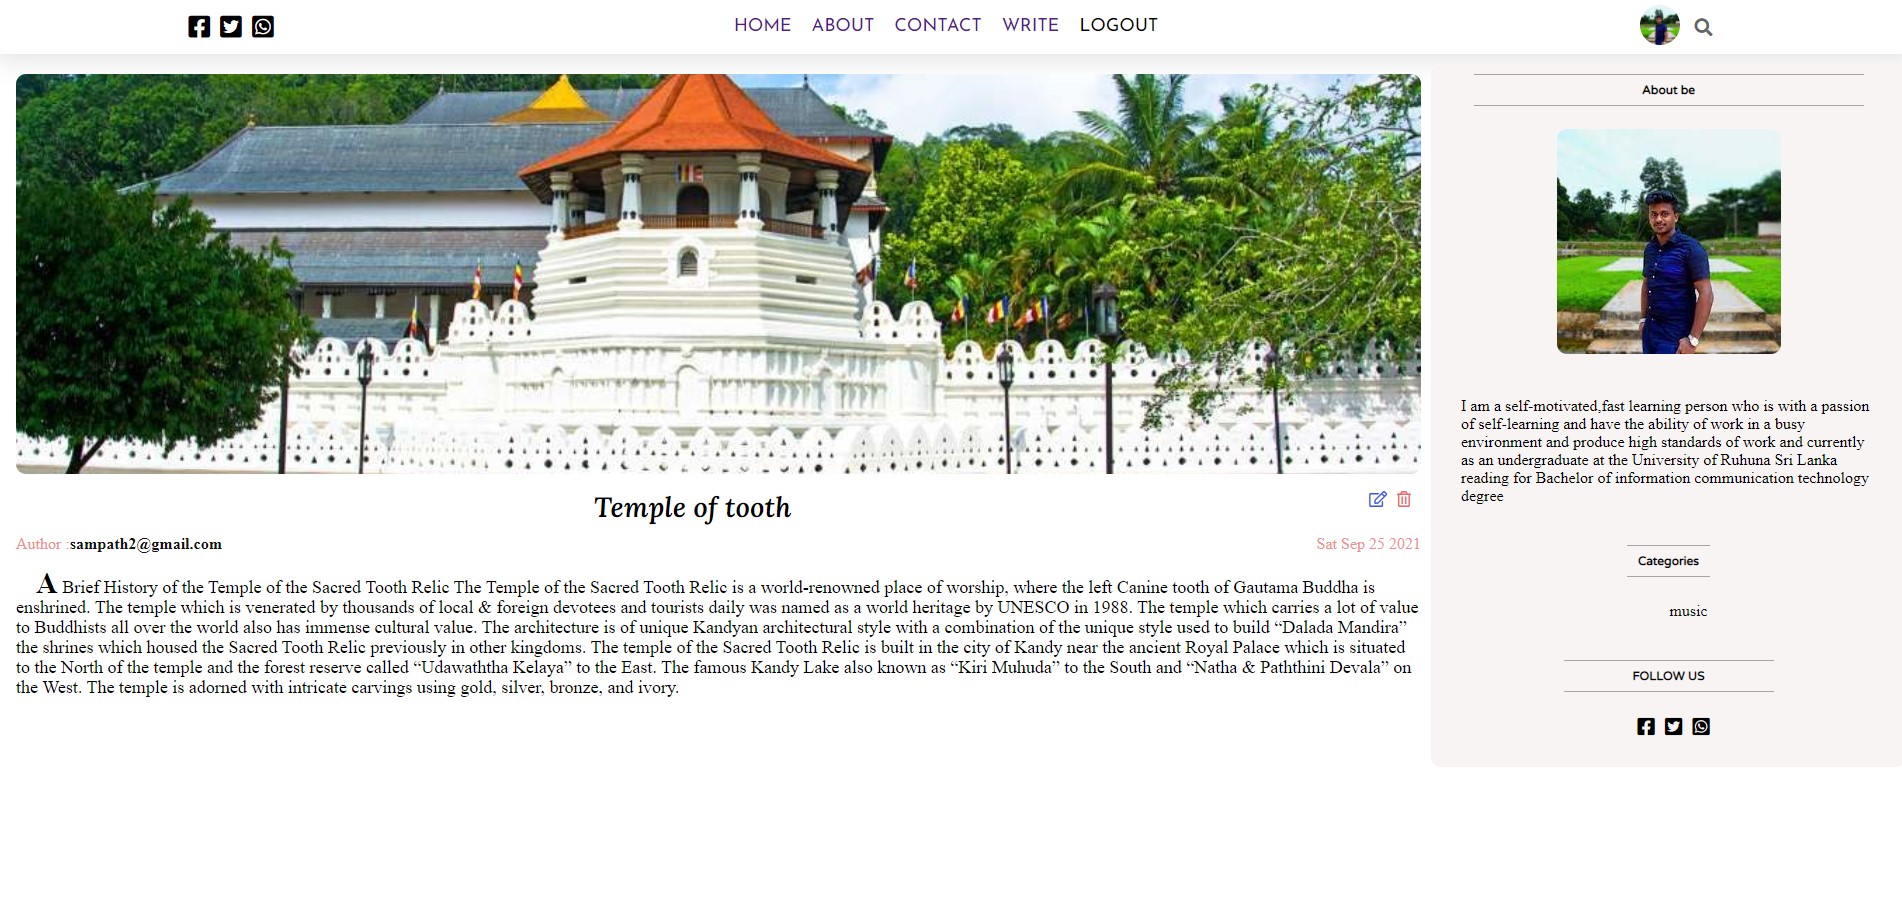 HOME ABOUT CONTACT WRITE LOGOUT
Temple of tooth
Author :sampath2@gmail.com
Sat Sep 25 2021
A Brief History of the Temple of the Sacred Tooth Relic The Temple of the Sacred Tooth Relic is a world-renowned place of worship, where the left Canine tooth of Gautama Buddha is
enshrined. The temple which is venerated by thousands of local & foreign devotees and tourists daily was named as a world heritage by UNESCO in 1988. The temple which carries a lot of value
to Buddhists all over the world also has immense cultural value. The architecture is of unique Kandyan architectural style with a combination of the unique style used to build “Dalada Mandira”
the shrines which housed the Sacred Tooth Relic previously in other kingdoms. The temple of the Sacred Tooth Relic is built in the city of Kandy near the ancient Royal Palace which is situated
to the North of the temple and the forest reserve called “Udawaththa Kelaya” to the East. The famous Kandy Lake also known as “Kiri Muhuda” to the South and “Natha & Paththini Devala” on
the West. The temple is adorned with intricate carvings using gold, silver, bronze, and ivory.
About be
I am a self-motivated,fast learning person who is with a passion
of self-learning and have the ability of work in a busy
environment and produce high standards of work and currently
as an undergraduate at the University of Ruhuna Sri Lanka
reading for Bachelor of information communication technology
degree
Categories
music
FOLLOW US